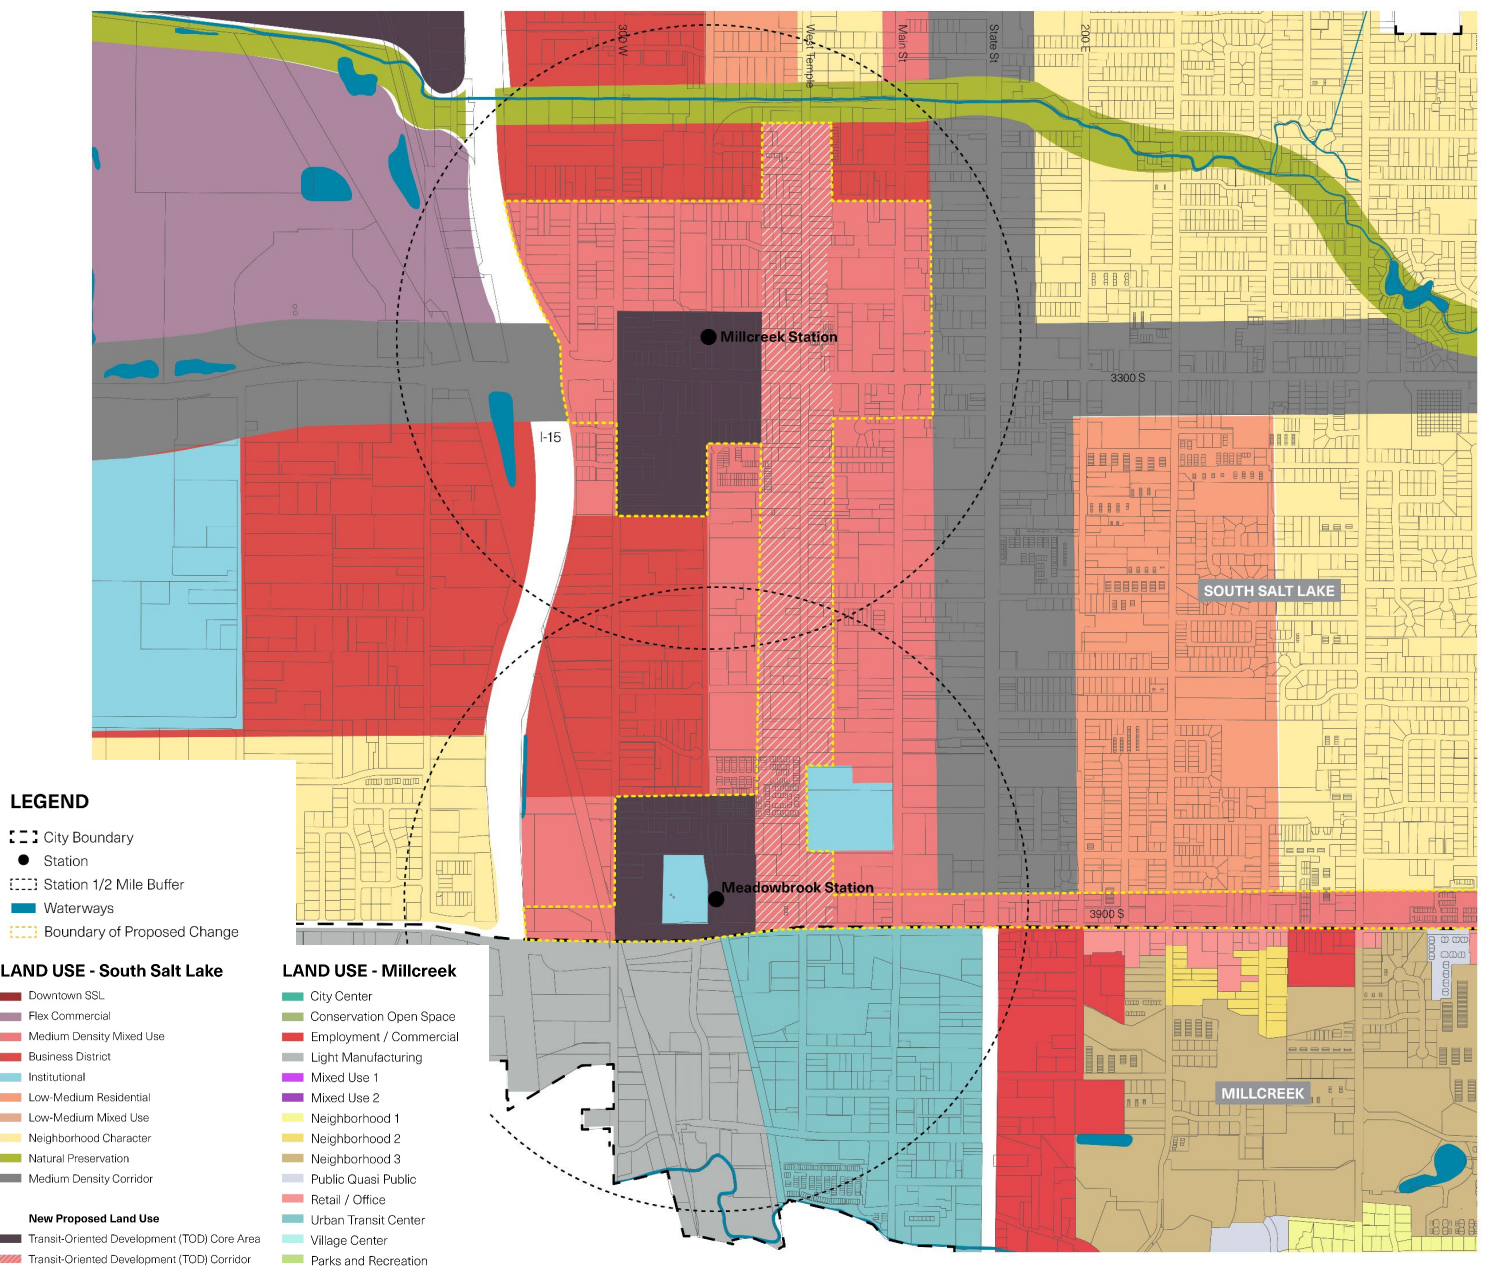 300 W
West Temple
Main St
State St
200 E
Millcreek Station
3300 S
I-15
SOUTH SALT LAKE
Meadowbrook Station
3900 S
MILLCREEK
LEGEND
City Boundary
Station
Station 1/2 Mile Buffer
Waterways
Boundary of Proposed Change
LAND USE - South Salt Lake
Downtown SSL
Flex Commercial
Medium Density Mixed Use
Business District
Institutional
Low-Medium Residential
Low-Medium Mixed Use
Neighborhood Character
Natural Preservation
Medium Density Corridor
New Proposed Land Use
Transit-Oriented Development (TOD) Core Area
Transit-Oriented Development (TOD) Corridor
LAND USE - Millcreek
City Center
Conservation Open Space
Employment / Commercial
Light Manufacturing
Mixed Use 1
Mixed Use 2
Neighborhood 1
Neighborhood 2
Neighborhood 3
Public Quasi Public
Retail / Office
Urban Transit Center
Village Center
Parks and Recreation